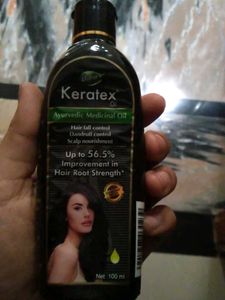 Keratex
Oil
Ayurvedic Medicinal Oil
Hair fall control
Dandruff control
Scalp nourishment
Up to 56.5%
Improvement in
Hair Root Strength*
Net 100 ml